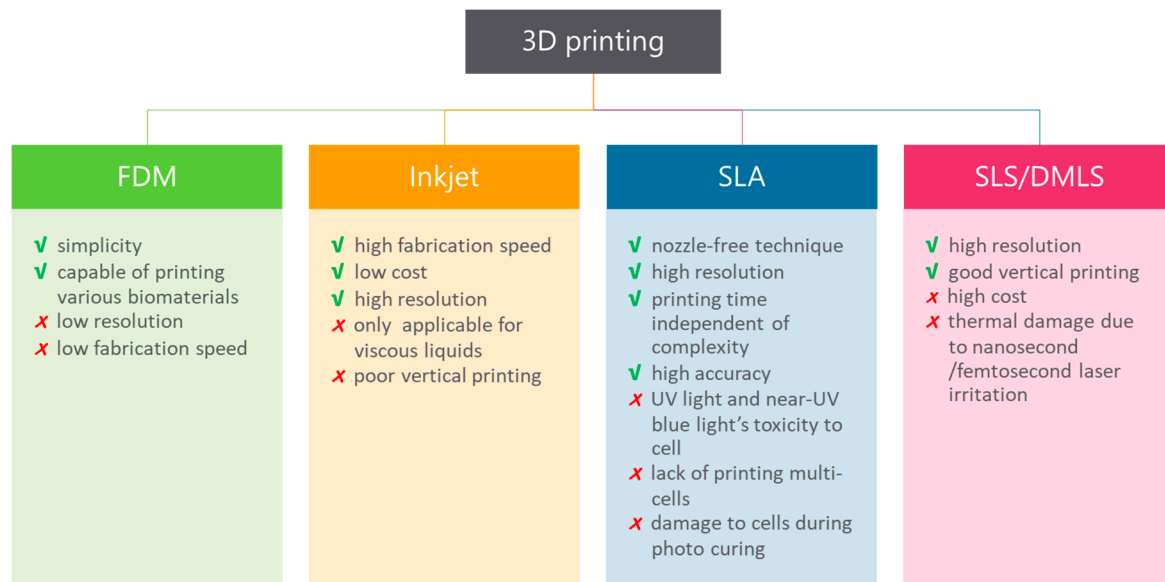 3D printing
FDM
√ simplicity
√ capable of printing
various biomaterials
✗ low resolution
✗ low fabrication speed
Inkjet
√ high fabrication speed
√ low cost
√ high resolution
✗ only applicable for
viscous liquids
✗ poor vertical printing
SLA
√ nozzle-free technique
√ high resolution
√ printing time
independent of
complexity
√ high accuracy
✗ UV light and near-UV
blue light’s toxicity to
cell
✗ lack of printing multi-
cells
✗ damage to cells during
photo curing
SLS/DMLS
√ high resolution
√ good vertical printing
✗ high cost
✗ thermal damage due
to nanosecond
/femtosecond laser
irritation